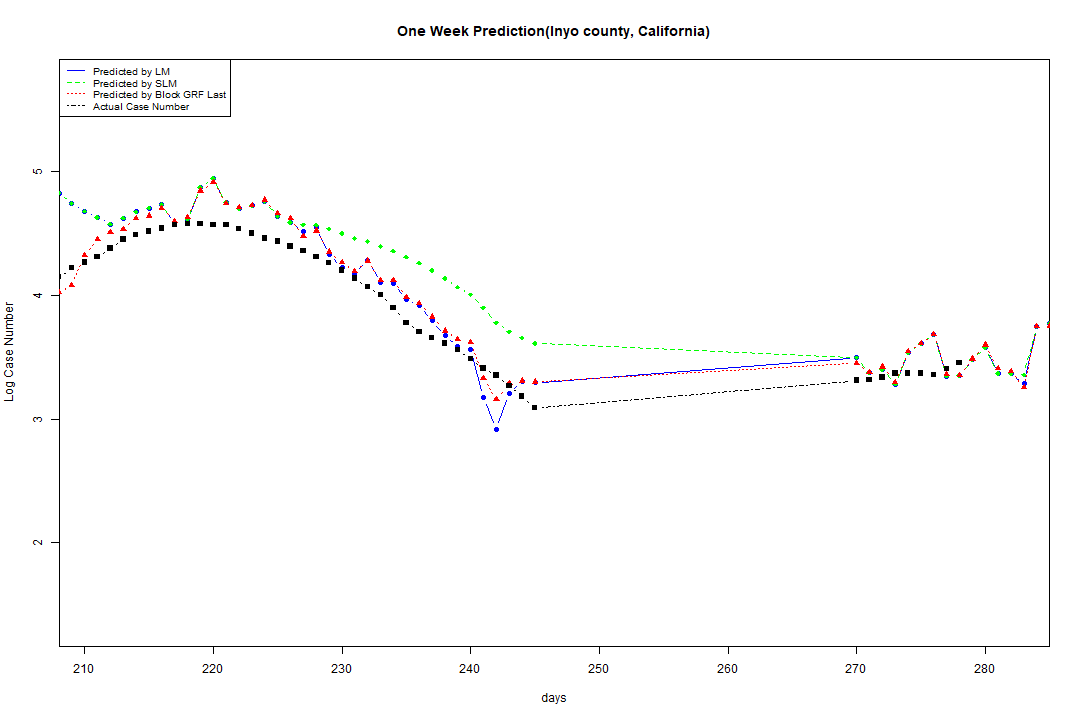 One Week Prediction(Inyo county, California)
Predicted by LM
Predicted by SLM
Predicted by Block GRF Last
Actual Case Number
Log Case Number
5
4
3
2
210 220 230 240 250 260 270 280
days